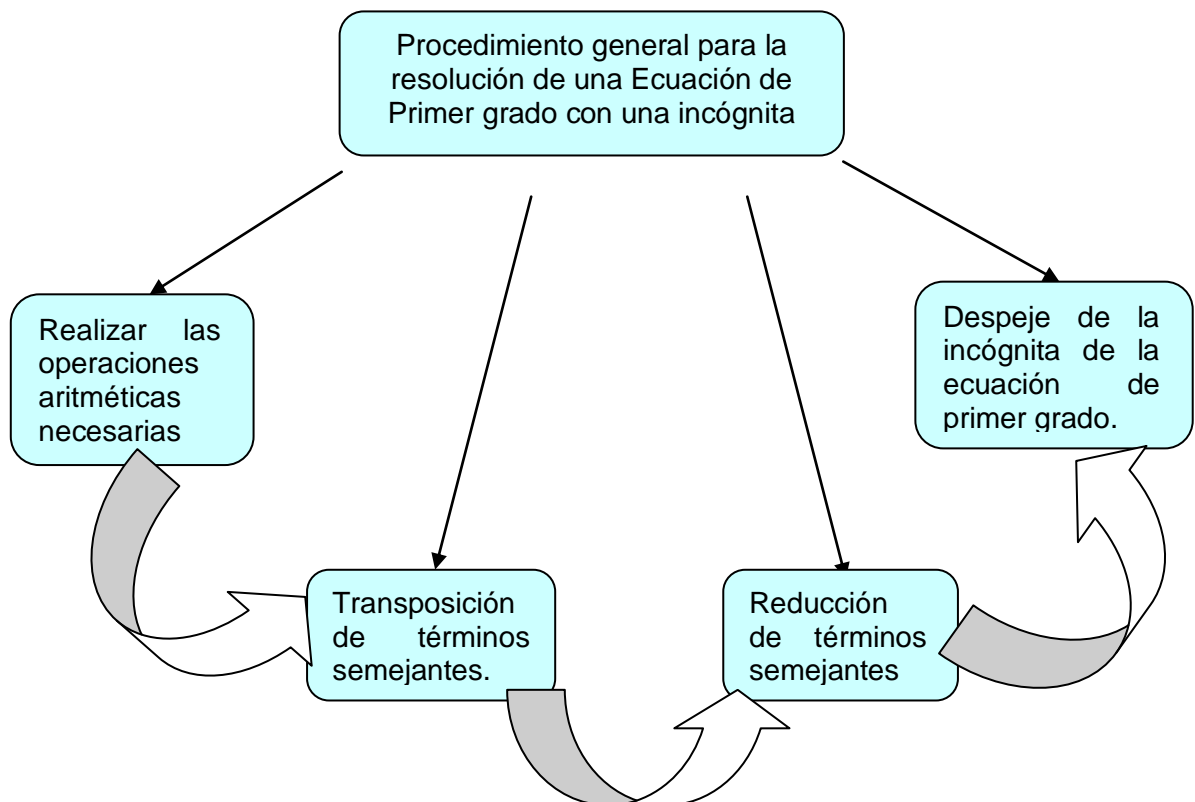 Procedimiento general para la
resolución de una Ecuación de
Primer grado con una incógnita
Realizar las
operaciones
aritméticas
necesarias
Transposición
de términos
semejantes.
Reducción
de términos
semejantes
Despeje de la
incógnita de la
ecuación de
primer grado.